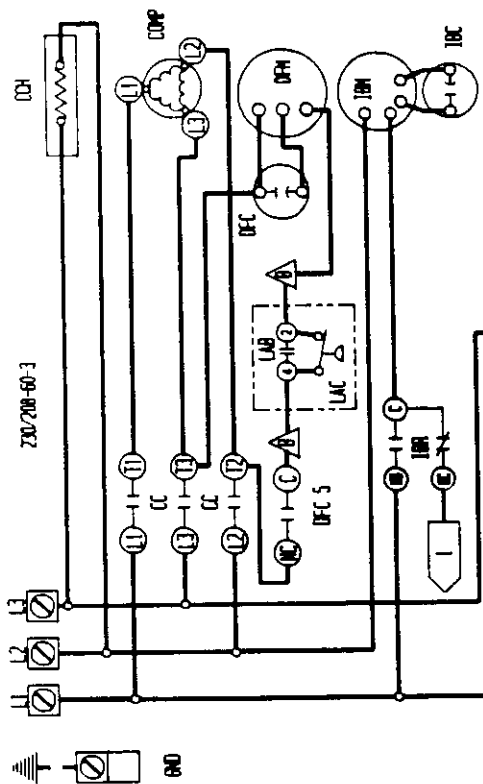 GND
L1
L2
L3
230/208-60-3
CCH
L1
T1
L1
COMP
CC
L3
T3
L3
CC
L2
T2
L2
DFC
DFM
NC
C
DFC 5
B
LAB
4
2
LAC
B
IBM
IBC
C
IBR
NC
1